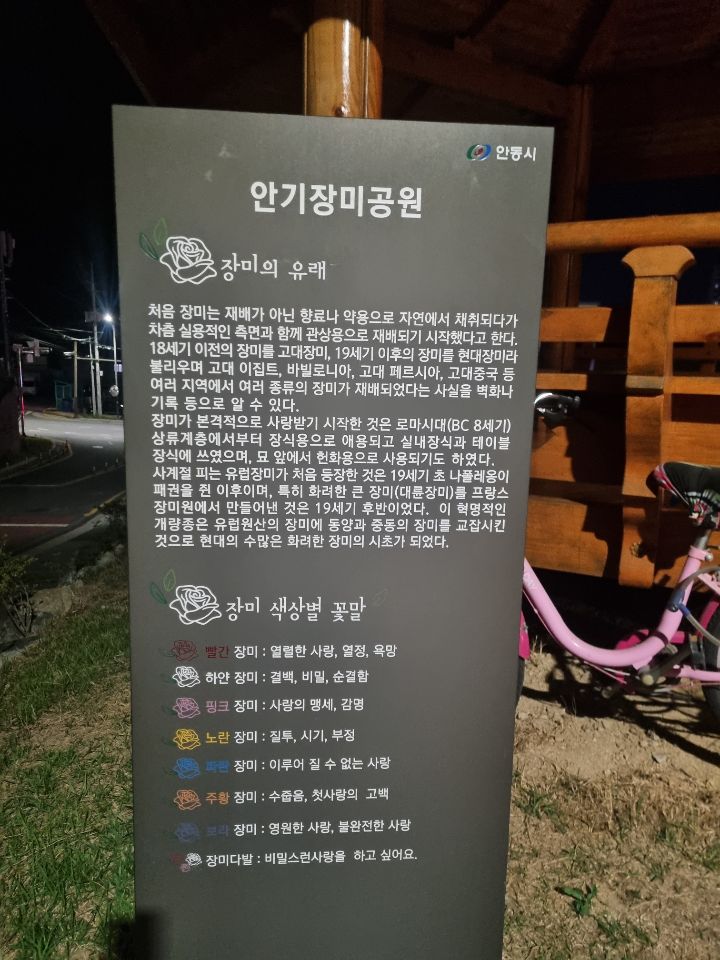 안동시
안기장미공원
장미의 유래
처음 장미는 재배가 아닌 향료나 약용으로 자연에서 채취되다가
차츰 실용적인 측면과 함께 관상용으로 재배되기 시작했다고 한다.
18세기 이전의 장미를 고대장미, 19세기 이후의 장미를 현대장미라
불리우며 고대 이집트, 바빌로니아, 고대 페르시아, 고대중국 등
여러 지역에서 여러 종류의 장미가 재배되었다는 사실을 벽화나
기록 등으로 알 수 있다.
장미가 본격적으로 사랑받기 시작한 것은 로마시대(BC 8세기)
상류계층에서부터 장식용으로 애용되고 실내장식과 테이블
장식에 쓰였으며, 묘 앞에서 헌화용으로 사용되기도 하였다.
사계절 피는 유럽장미가 처음 등장한 것은 19세기 초 나폴레옹이
패권을 쥔 이후이며, 특히 화려한 큰 장미(대륜장미)를 프랑스
장미원에서 만들어낸 것은 19세기 후반이었다. 이 혁명적인
개량종은 유럽원산의 장미에 동양과 중동의 장미를 교잡시킨
것으로 현대의 수많은 화려한 장미의 시초가 되었다.
장미 색상별 꽃말
빨간 장미 : 열렬한 사랑, 열정, 욕망
하얀 장미 : 결백, 비밀, 순결함
핑크 장미 : 사랑의 맹세, 감명
노란 장미 : 질투, 시기, 부정
파란 장미 : 이루어 질 수 없는 사랑
주황 장미 : 수줍음, 첫사랑의 고백
보라 장미 : 영원한 사랑, 불완전한 사랑
장미다발 : 비밀스런사랑을 하고 싶어요.